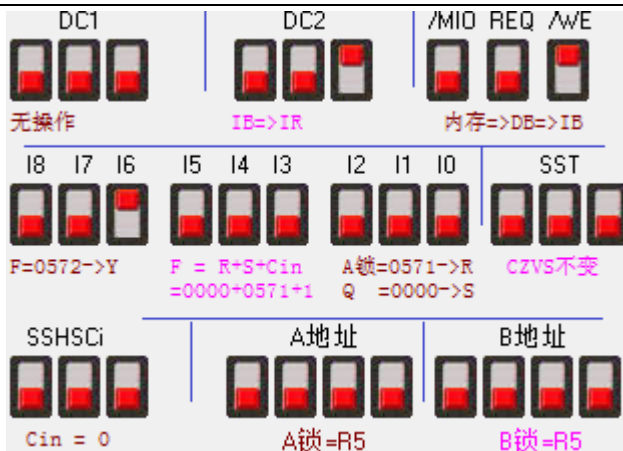 DC1 DC2 /MIO REQ /WE
无操作 IB=>IR 内存=>DB=>IB
I8 I7 I6 I5 I4 I3 I2 I1 I0 SST
F=0572->Y F = R+S+Cin A锁=0571->R CZVS不变
=0000+0571+1 Q =0000->S
SSHSCi A地址 B地址
Cin = 0 A锁=R5 B锁=R5